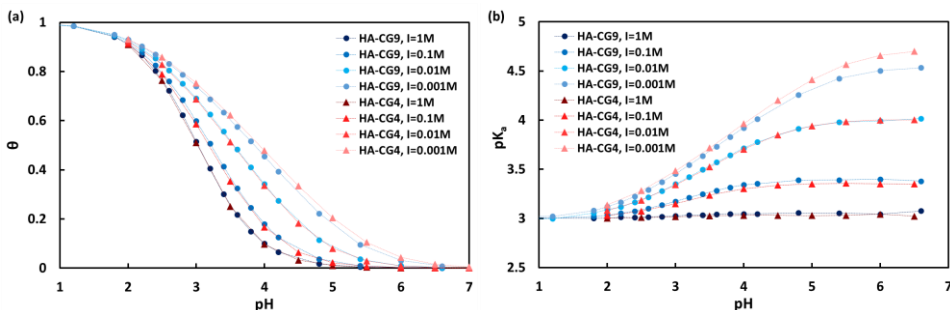 (a)
1
0.8
0.6
0.4
0.2
0
θ
1 2 3 4 5 6 7
pH
HA-CG9, I=1M
HA-CG9, I=0.1M
HA-CG9, I=0.01M
HA-CG9, I=0.001M
HA-CG4, I=1M
HA-CG4, I=0.1M
HA-CG4, I=0.01M
HA-CG4, I=0.001M
(b)
5
4.5
4
3.5
3
2.5
pKa
1 2 3 4 5 6 7
pH
HA-CG9, I=1M
HA-CG9, I=0.1M
HA-CG9, I=0.01M
HA-CG9, I=0.001M
HA-CG4, I=1M
HA-CG4, I=0.1M
HA-CG4, I=0.01M
HA-CG4, I=0.001M